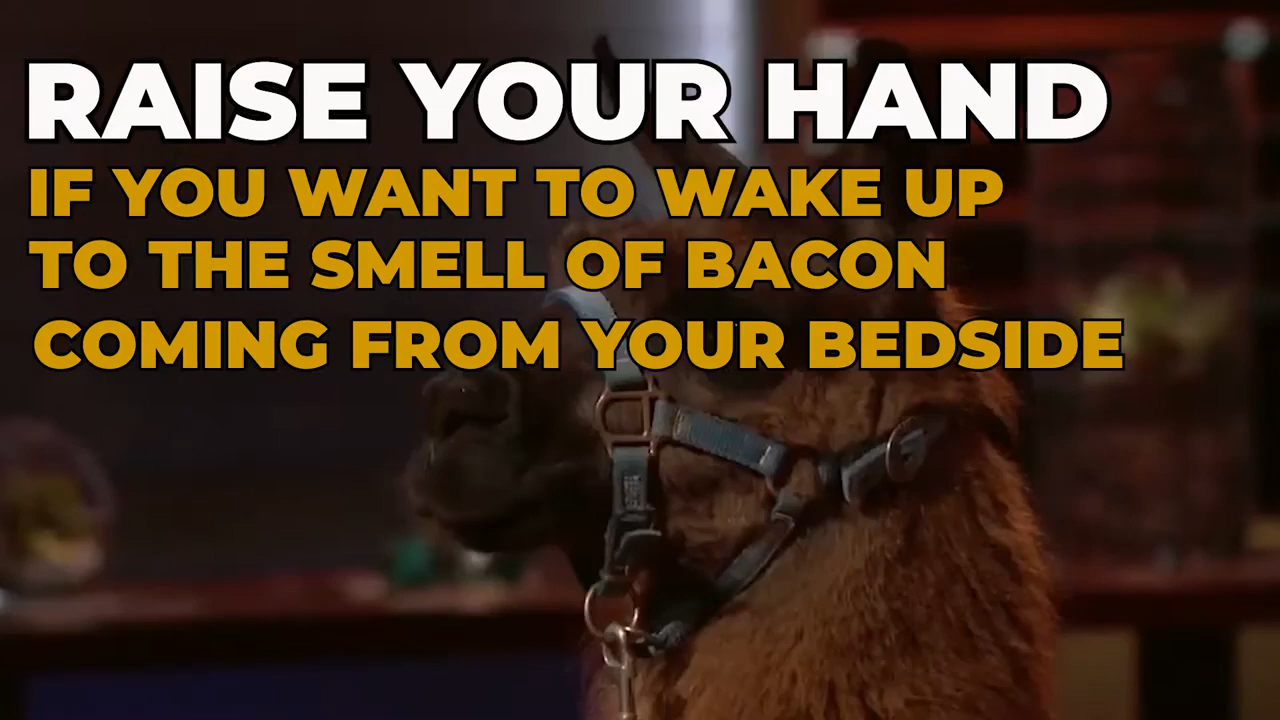 RAISE YOUR HAND
IF YOU WANT TO WAKE UP
TO THE SMELL OF BACON
COMING FROM YOUR BEDSIDE